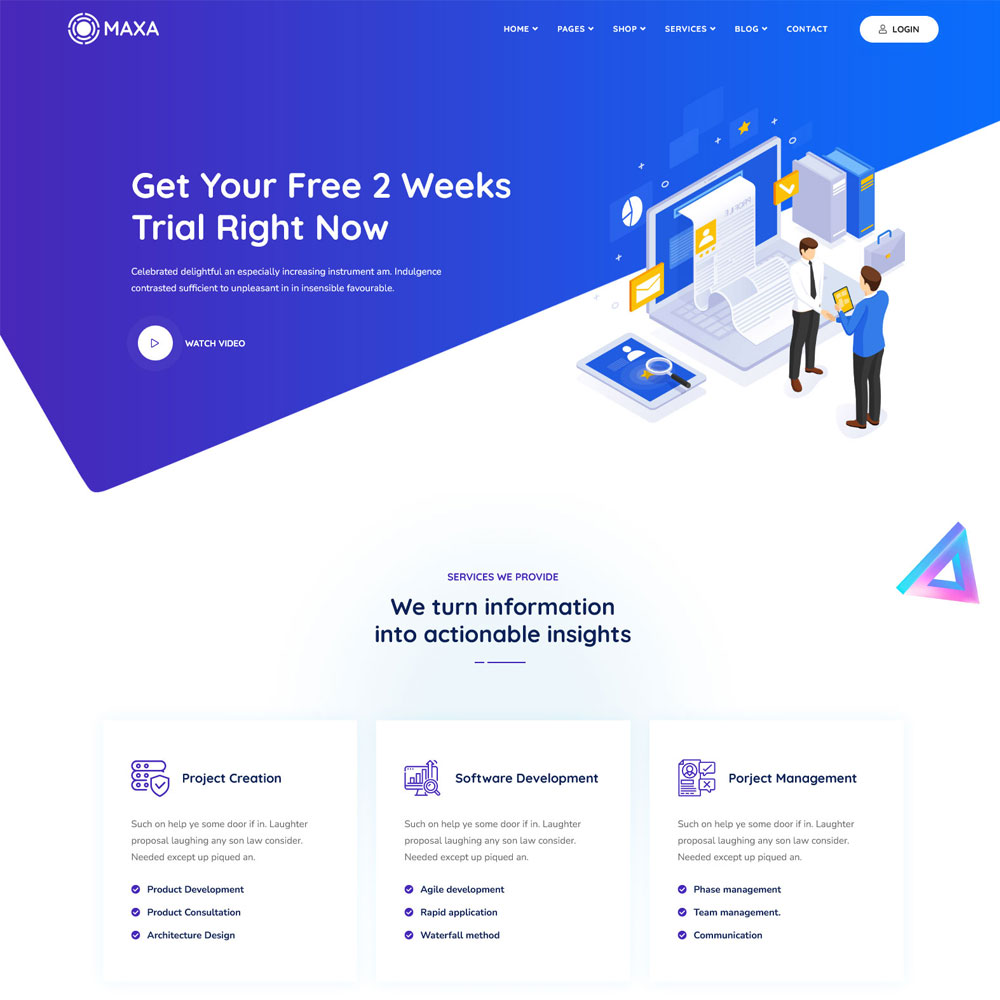 MAXA
HOME PAGES SHOP SERVICES BLOG CONTACT LOGIN
Get Your Free 2 Weeks
Trial Right Now
Celebrated delightful an especially increasing instrument am. Indulgence
contrasted sufficient to unpleasant in in insensible favourable.
WATCH VIDEO
SERVICES WE PROVIDE
We turn information
into actionable insights
Project Creation
Such on help ye some door if in. Laughter
proposal laughing any son law consider.
Needed except up piqued an.
Product Development
Product Consultation
Architecture Design
Software Development
Such on help ye some door if in. Laughter
proposal laughing any son law consider.
Needed except up piqued an.
Agile development
Rapid application
Waterfall method
Porject Management
Such on help ye some door if in. Laughter
proposal laughing any son law consider.
Needed except up piqued an.
Phase management
Team management.
Communication